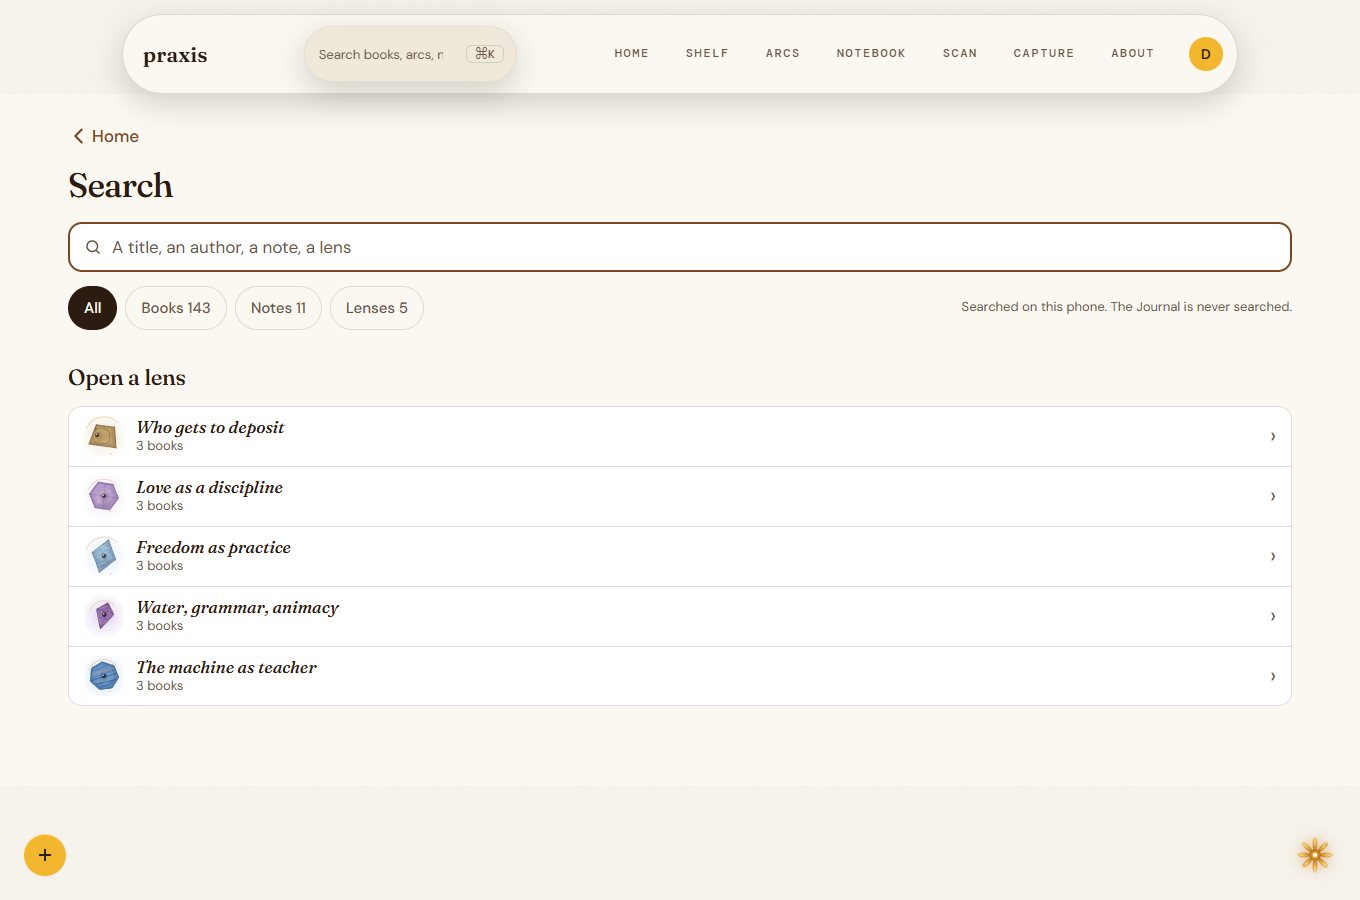 praxis
Search books, arcs, n
⌘K
HOME
SHELF
ARCS
NOTEBOOK
SCAN
CAPTURE
ABOUT
D
Home
Search
A title, an author, a note, a lens
All
Books 143
Notes 11
Lenses 5
Searched on this phone. The Journal is never searched.
Open a lens
Who gets to deposit
3 books
Love as a discipline
3 books
Freedom as practice
3 books
Water, grammar, animacy
3 books
The machine as teacher
3 books